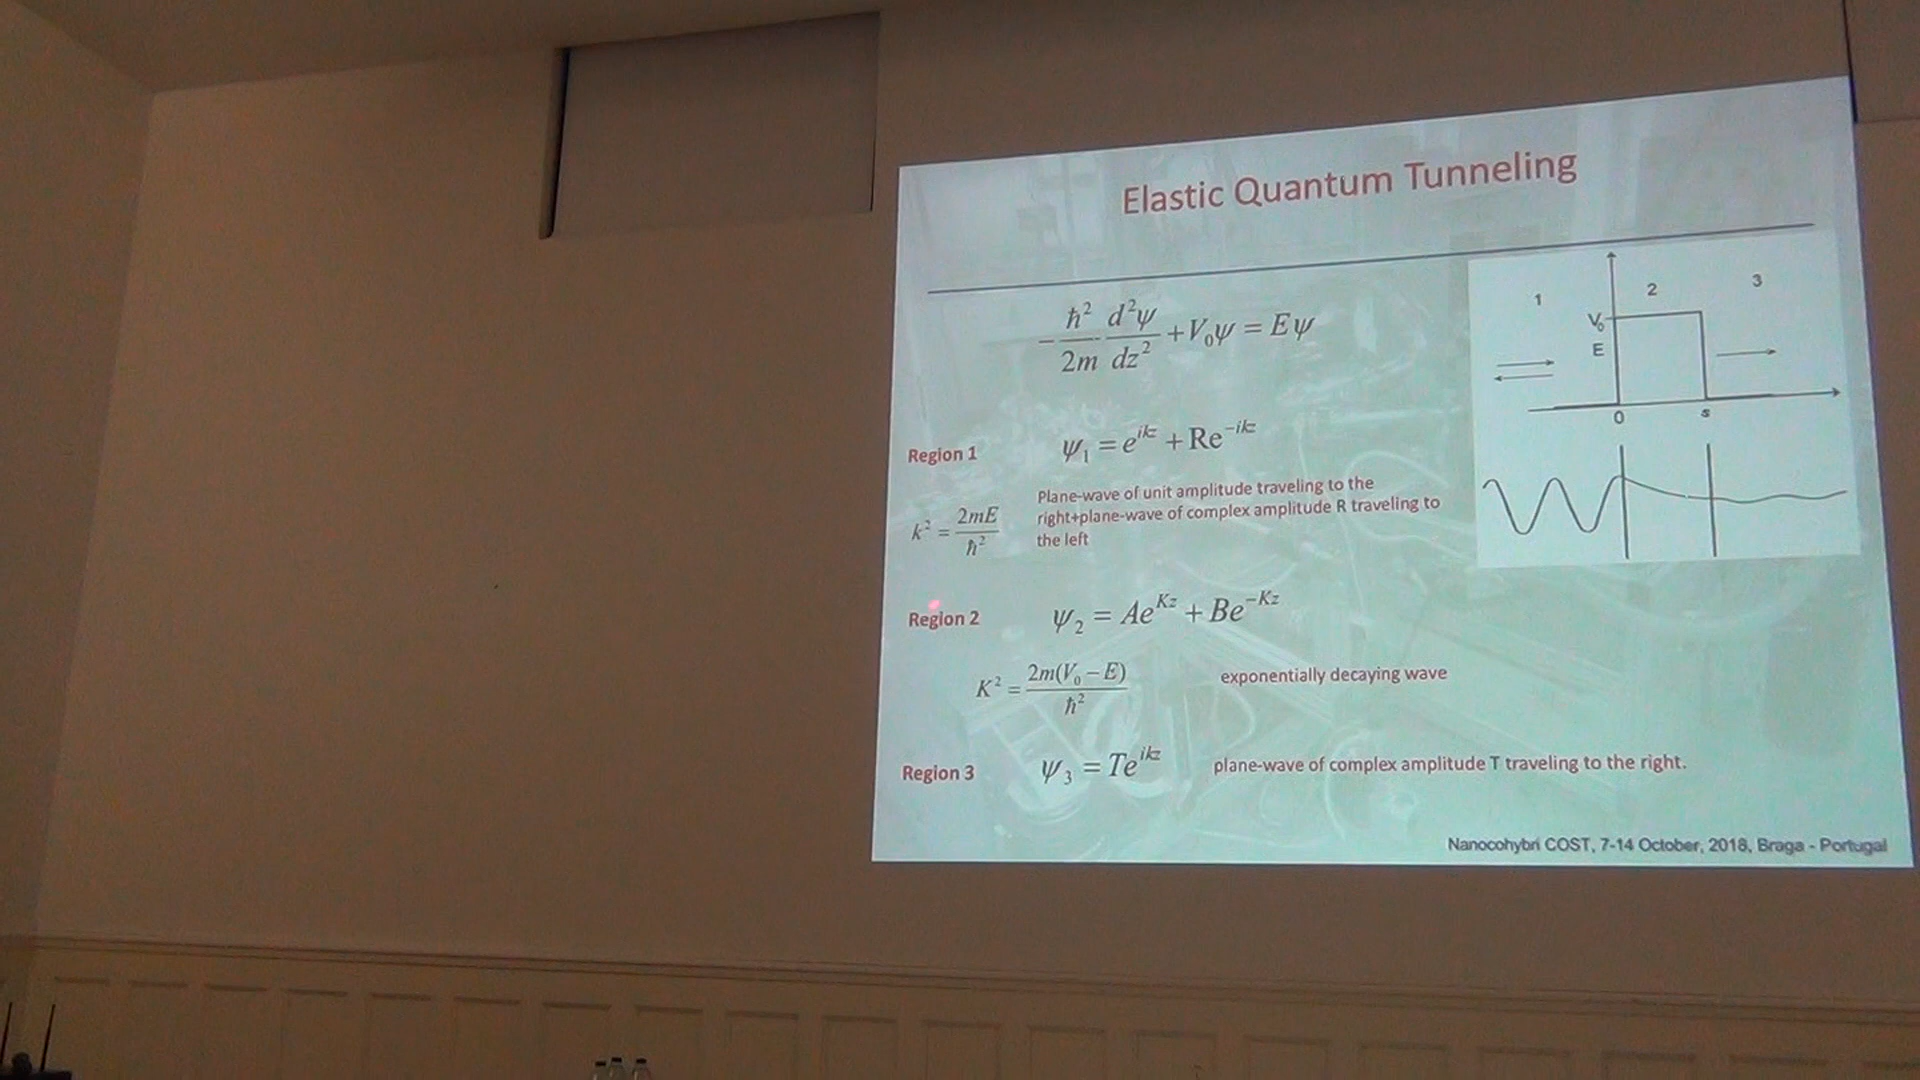 Elastic Quantum Tunneling
-ħ²/2m d²ψ/dz² + V₀ψ = Eψ
Region 1
ψ₁ = e^{ikz} + Re^{-ikz}
k² = 2mE/ħ²
Plane-wave of unit amplitude traveling to the
right+plane-wave of complex amplitude R traveling to
the left
Region 2
ψ₂ = Ae^{Kz} + Be^{-Kz}
K² = 2m(V₀ - E)/ħ²
exponentially decaying wave
Region 3
ψ₃ = Te^{ikz}
plane-wave of complex amplitude T traveling to the right.
1
2
3
V₀
E
0
s
Nanocohybri COST, 7-14 October, 2018, Braga - Portugal